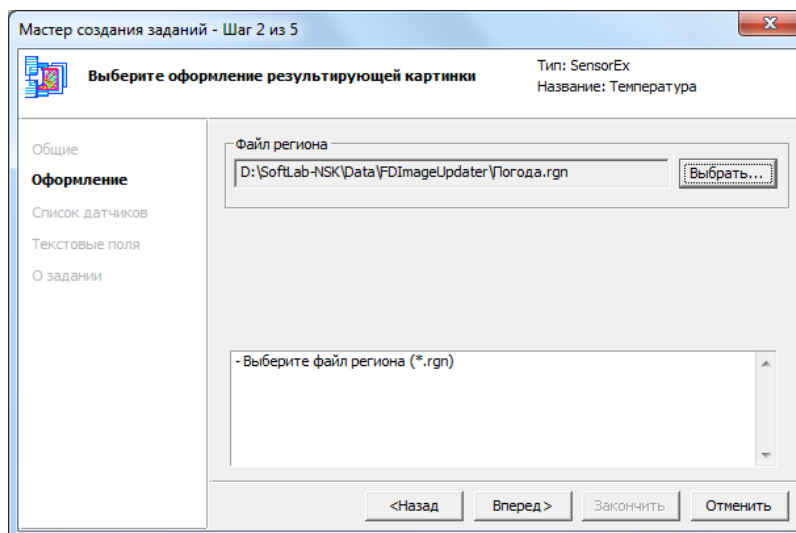 Мастер создания заданий - Шаг 2 из 5
Выберите оформление результирующей картинки
Тип: SensorEx
Название: Температура
Общие
Оформление
Список датчиков
Текстовые поля
О задании
Файл региона
D:\SoftLab-NSK\Data\FDImageUpdater\Погода.rgn
Выбрать...
- Выберите файл региона (*.rgn)
<Назад
Вперед>
Закончить
Отменить